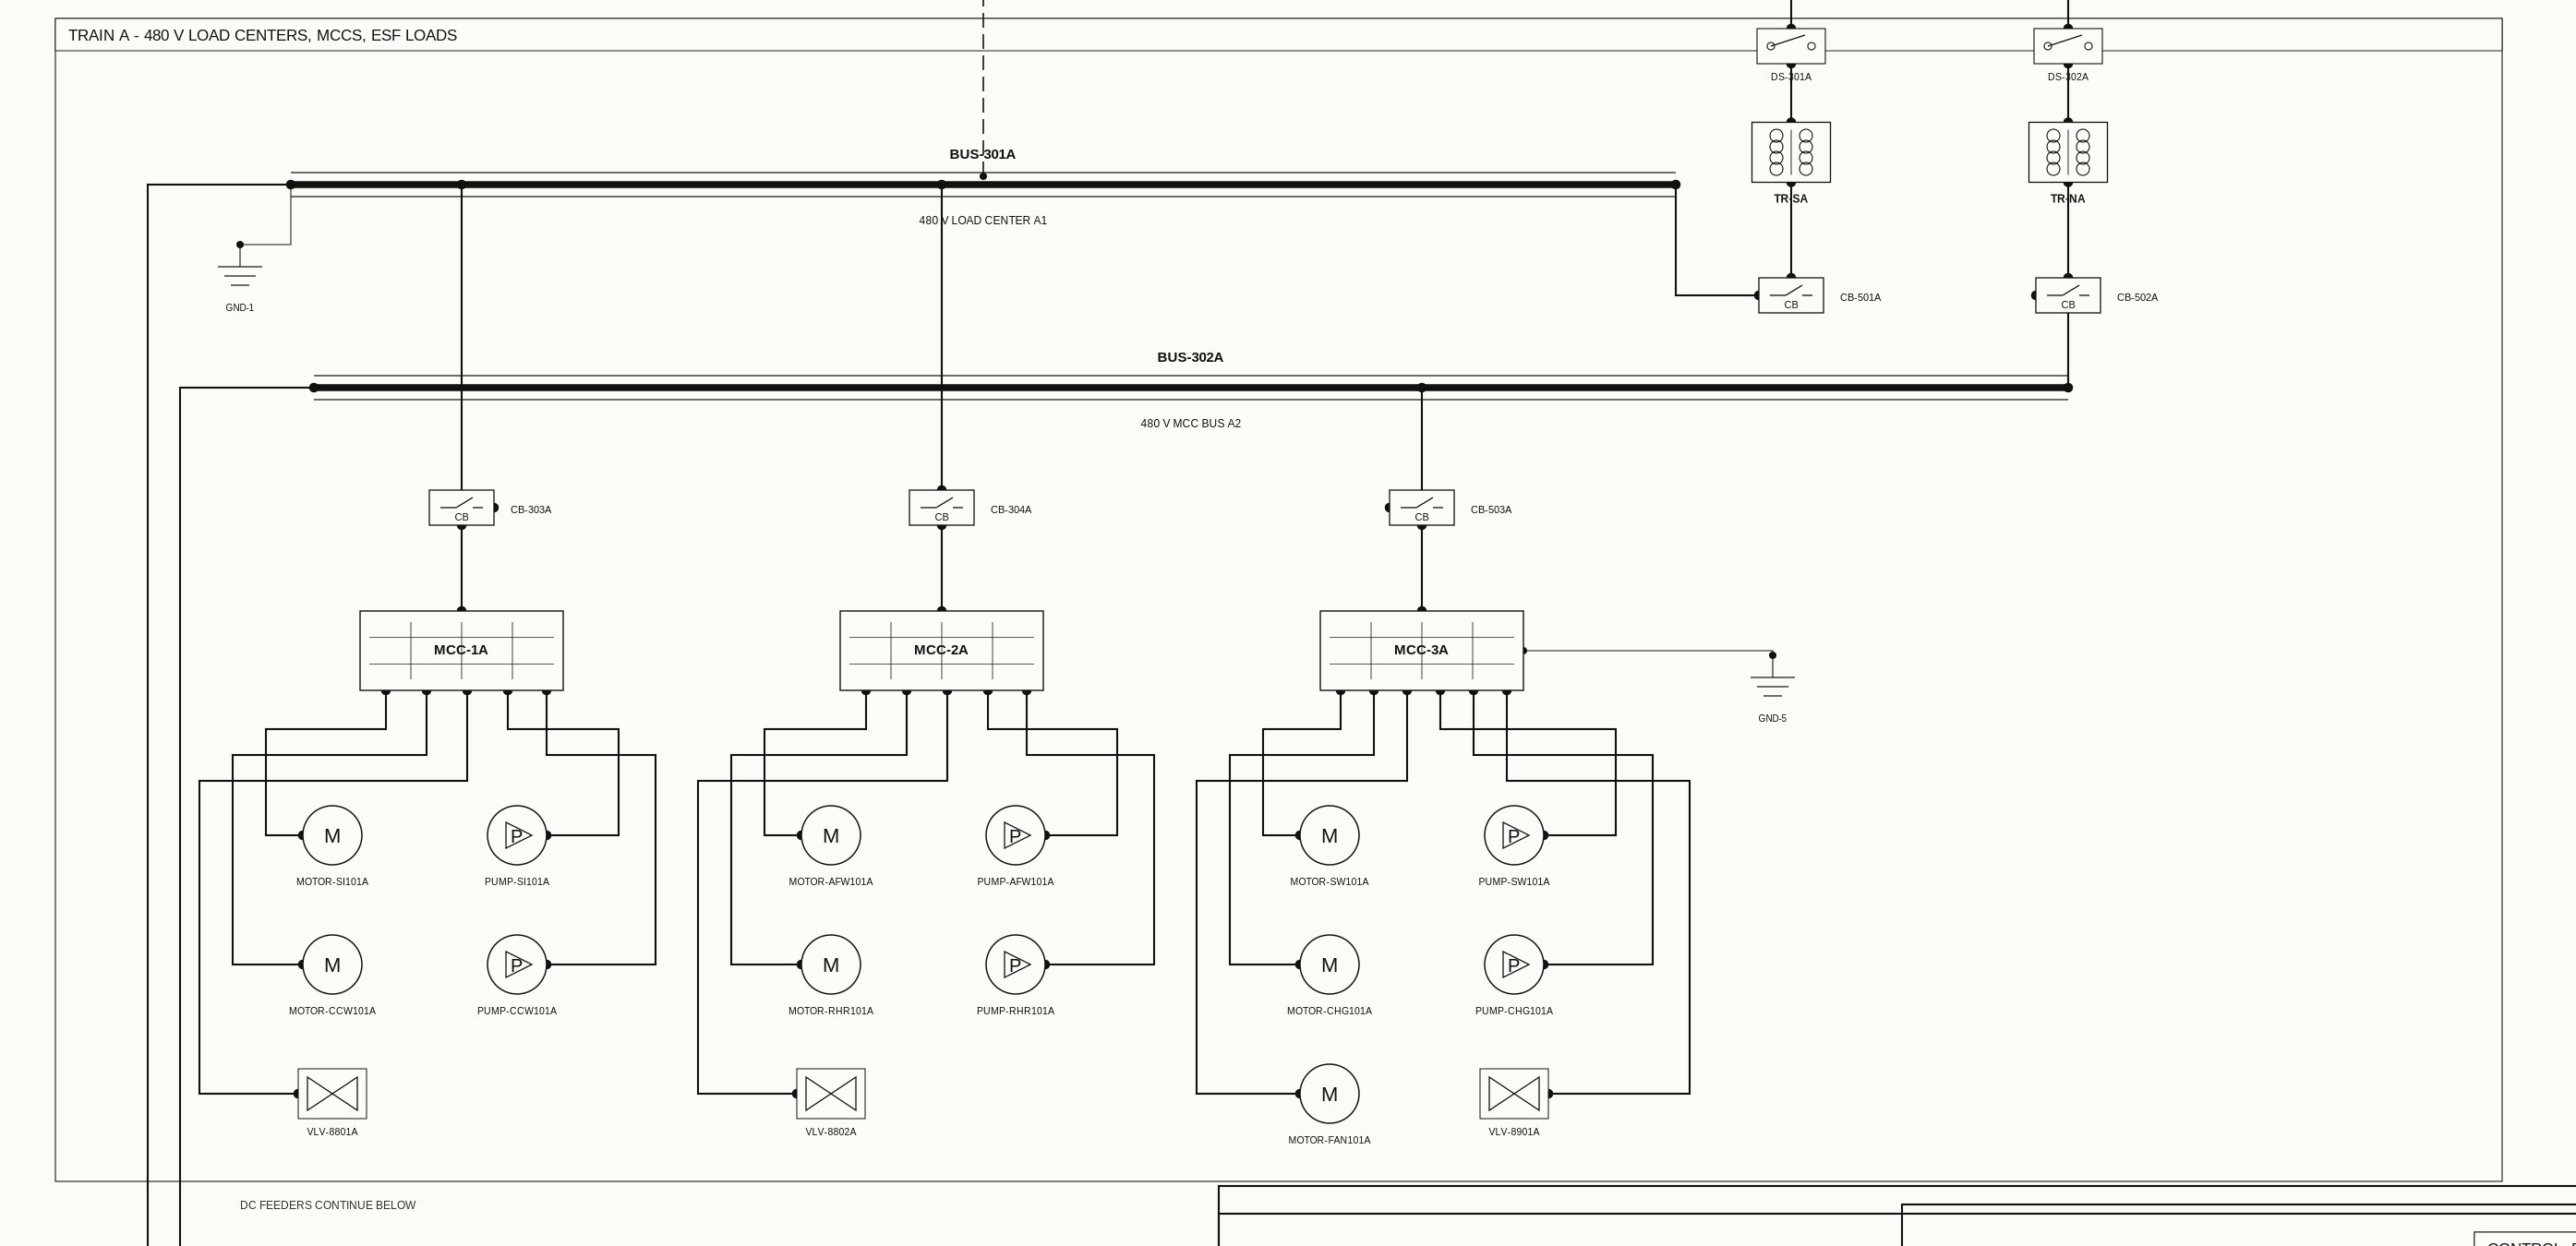 TRAIN A - 480 V LOAD CENTERS, MCCS, ESF LOADS
DS-301A
DS-302A
BUS-301A
TR-SA
TR-NA
480 V LOAD CENTER A1
CB
CB-501A
CB
CB-502A
GND-1
BUS-302A
480 V MCC BUS A2
CB
CB-303A
CB
CB-304A
CB
CB-503A
MCC-1A
MCC-2A
MCC-3A
GND-5
M
P
M
P
M
P
MOTOR-SI101A
PUMP-SI101A
MOTOR-AFW101A
PUMP-AFW101A
MOTOR-SW101A
PUMP-SW101A
M
P
M
P
M
P
MOTOR-CCW101A
PUMP-CCW101A
MOTOR-RHR101A
PUMP-RHR101A
MOTOR-CHG101A
PUMP-CHG101A
M
VLV-8801A
VLV-8802A
MOTOR-FAN101A
VLV-8901A
DC FEEDERS CONTINUE BELOW